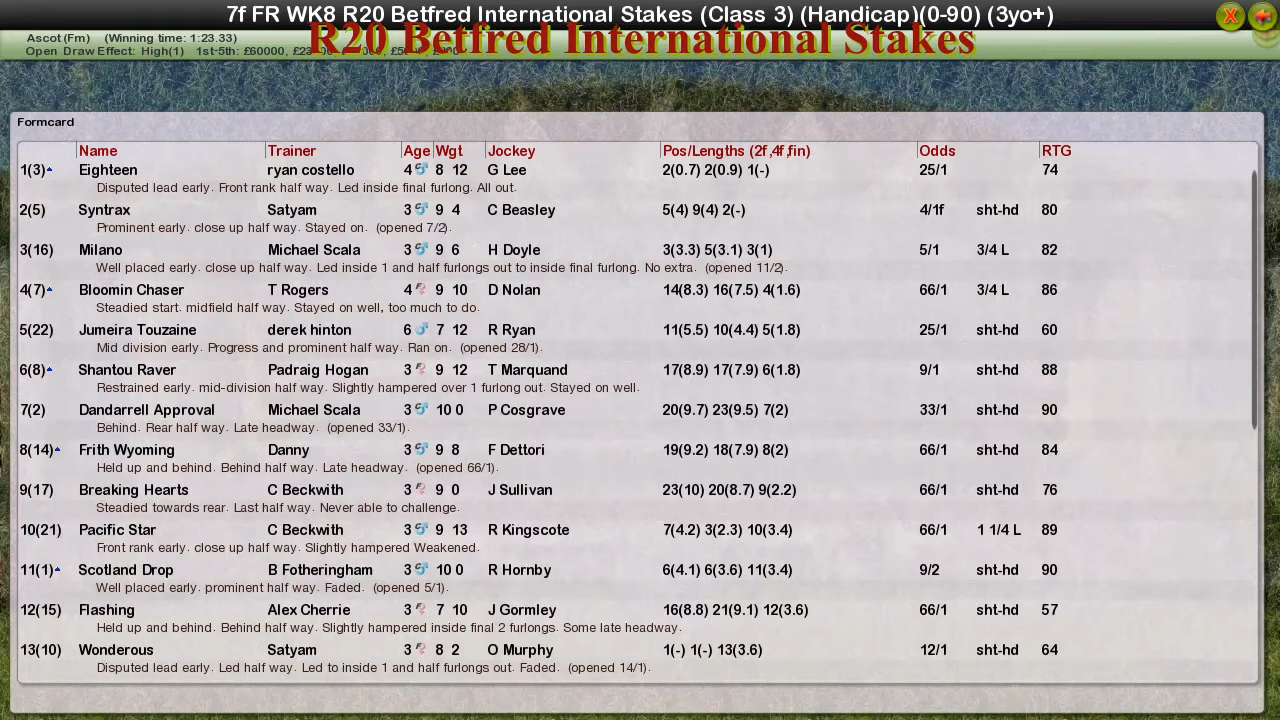 7f FR WK8 R20 Betfred International Stakes (Class 3) (Handicap)(0-90) (3yo+)
R20 Betfred International Stakes
Ascot(Fm) (Winning time: 1:23.33)
Open Draw Effect: High(1) 1st-5th: £60000,
Formcard
Name Trainer Age Wgt Jockey Pos/Lengths (2f,4f,fin) Odds RTG
1(3) Eighteen ryan costello 4 8 12 G Lee 2(0.7) 2(0.9) 1(-) 25/1 74
Disputed lead early. Front rank half way. Led inside final furlong. All out.
2(5) Syntrax Satyam 3 9 4 C Beasley 5(4) 9(4) 2(-) 4/1f sht-hd 80
Prominent early. close up half way. Stayed on. (opened 7/2).
3(16) Milano Michael Scala 3 9 6 H Doyle 3(3.3) 5(3.1) 3(1) 5/1 3/4 L 82
Well placed early. close up half way. Led inside 1 and half furlongs out to inside final furlong. No extra. (opened 11/2).
4(7) Bloomin Chaser T Rogers 4 9 10 D Nolan 14(8.3) 16(7.5) 4(1.6) 66/1 3/4 L 86
Steadied start. midfield half way. Stayed on well, too much to do.
5(22) Jumeira Touzaine derek hinton 6 7 12 R Ryan 11(5.5) 10(4.4) 5(1.8) 25/1 sht-hd 60
Mid division early. Progress and prominent half way. Ran on. (opened 28/1).
6(8) Shantou Raver Padraig Hogan 3 9 12 T Marquand 17(8.9) 17(7.9) 6(1.8) 9/1 sht-hd 88
Restrained early. mid-division half way. Slightly hampered over 1 furlong out. Stayed on well.
7(2) Dandarrell Approval Michael Scala 3 10 0 P Cosgrave 20(9.7) 23(9.5) 7(2) 33/1 sht-hd 90
Behind. Rear half way. Late headway. (opened 33/1).
8(14) Frith Wyoming Danny 3 9 8 F Dettori 19(9.2) 18(7.9) 8(2) 66/1 sht-hd 84
Held up and behind. Behind half way. Late headway. (opened 66/1).
9(17) Breaking Hearts C Beckwith 3 9 0 J Sullivan 23(10) 20(8.7) 9(2.2) 66/1 sht-hd 76
Steadied towards rear. Last half way. Never able to challenge.
10(21) Pacific Star C Beckwith 3 9 13 R Kingscote 7(4.2) 3(2.3) 10(3.4) 66/1 1 1/4 L 89
Front rank early. close up half way. Slightly hampered Weakened.
11(1) Scotland Drop B Fotheringham 3 10 0 R Hornby 6(4.1) 6(3.6) 11(3.4) 9/2 sht-hd 90
Well placed early. prominent half way. Faded. (opened 5/1).
12(15) Flashing Alex Cherrie 3 7 10 J Gormley 16(8.8) 21(9.1) 12(3.6) 66/1 sht-hd 57
Held up and behind. Behind half way. Slightly hampered inside final 2 furlongs. Some late headway.
13(10) Wonderous Satyam 3 8 2 O Murphy 1(-) 1(-) 13(3.6) 12/1 sht-hd 64
Disputed lead early. Led half way. Led to inside 1 and half furlongs out. Faded. (opened 14/1).